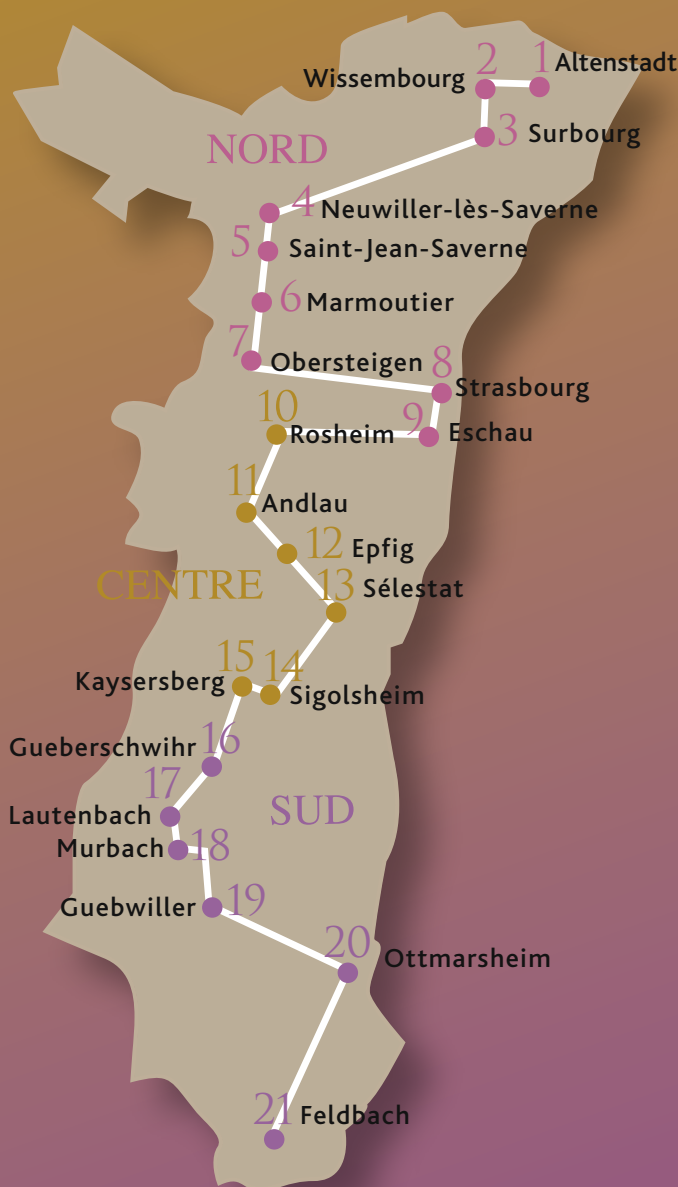 2
1 Altenstadt
Wissembourg
3 Surbourg
NORD
4 Neuwiller-lès-Saverne
5 Saint-Jean-Saverne
6 Marmoutier
7 Obersteigen
8 Strasbourg
9 Eschau
10 Rosheim
11 Andlau
12 Epfig
CENTRE
13 Sélestat
14 Sigolsheim
15
Kaysersberg
16
Gueberschwihr
17
Lautenbach
SUD
Murbach 18
Guebwiller 19
20 Ottmarsheim
21 Feldbach